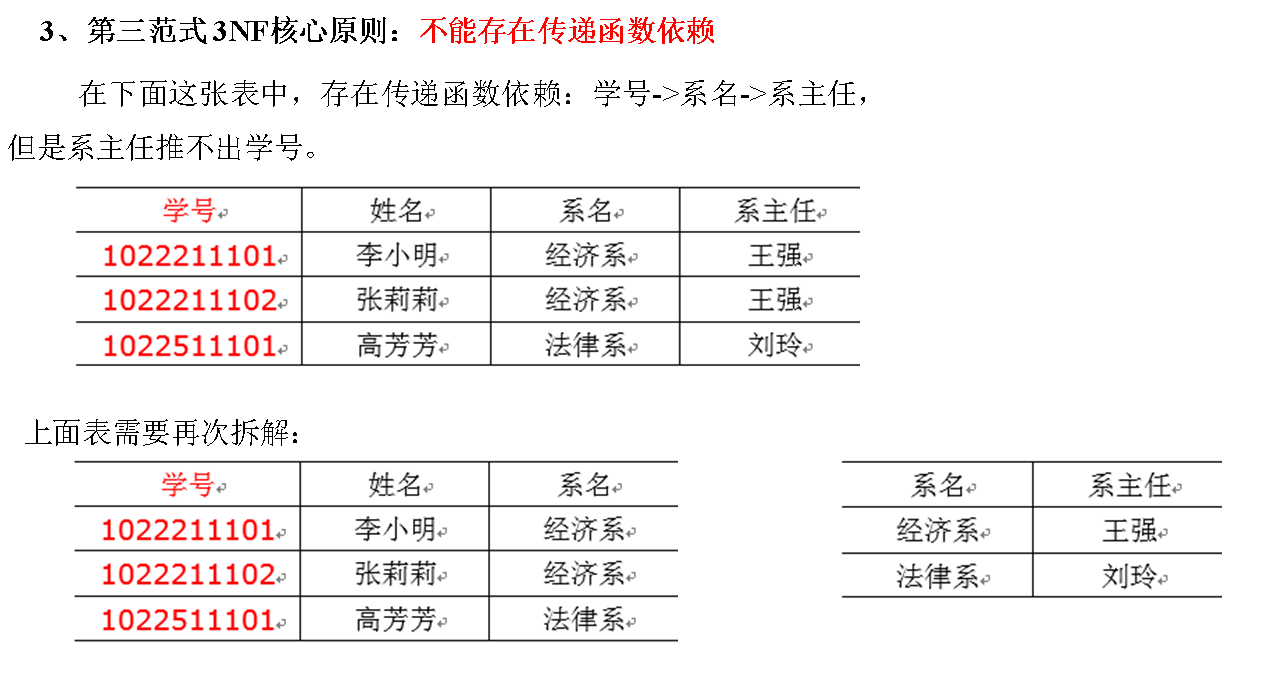 3、第三范式3NF核心原则：不能存在传递函数依赖
在下面这张表中，存在传递函数依赖：学号->系名->系主任，
但是系主任推不出学号。
学号 姓名 系名 系主任
1022211101 李小明 经济系 王强
1022211102 张莉莉 经济系 王强
1022511101 高芳芳 法律系 刘玲
上面表需要再次拆解：
学号 姓名 系名 系名 系主任
1022211101 李小明 经济系 经济系 王强
1022211102 张莉莉 经济系 法律系 刘玲
1022511101 高芳芳 法律系